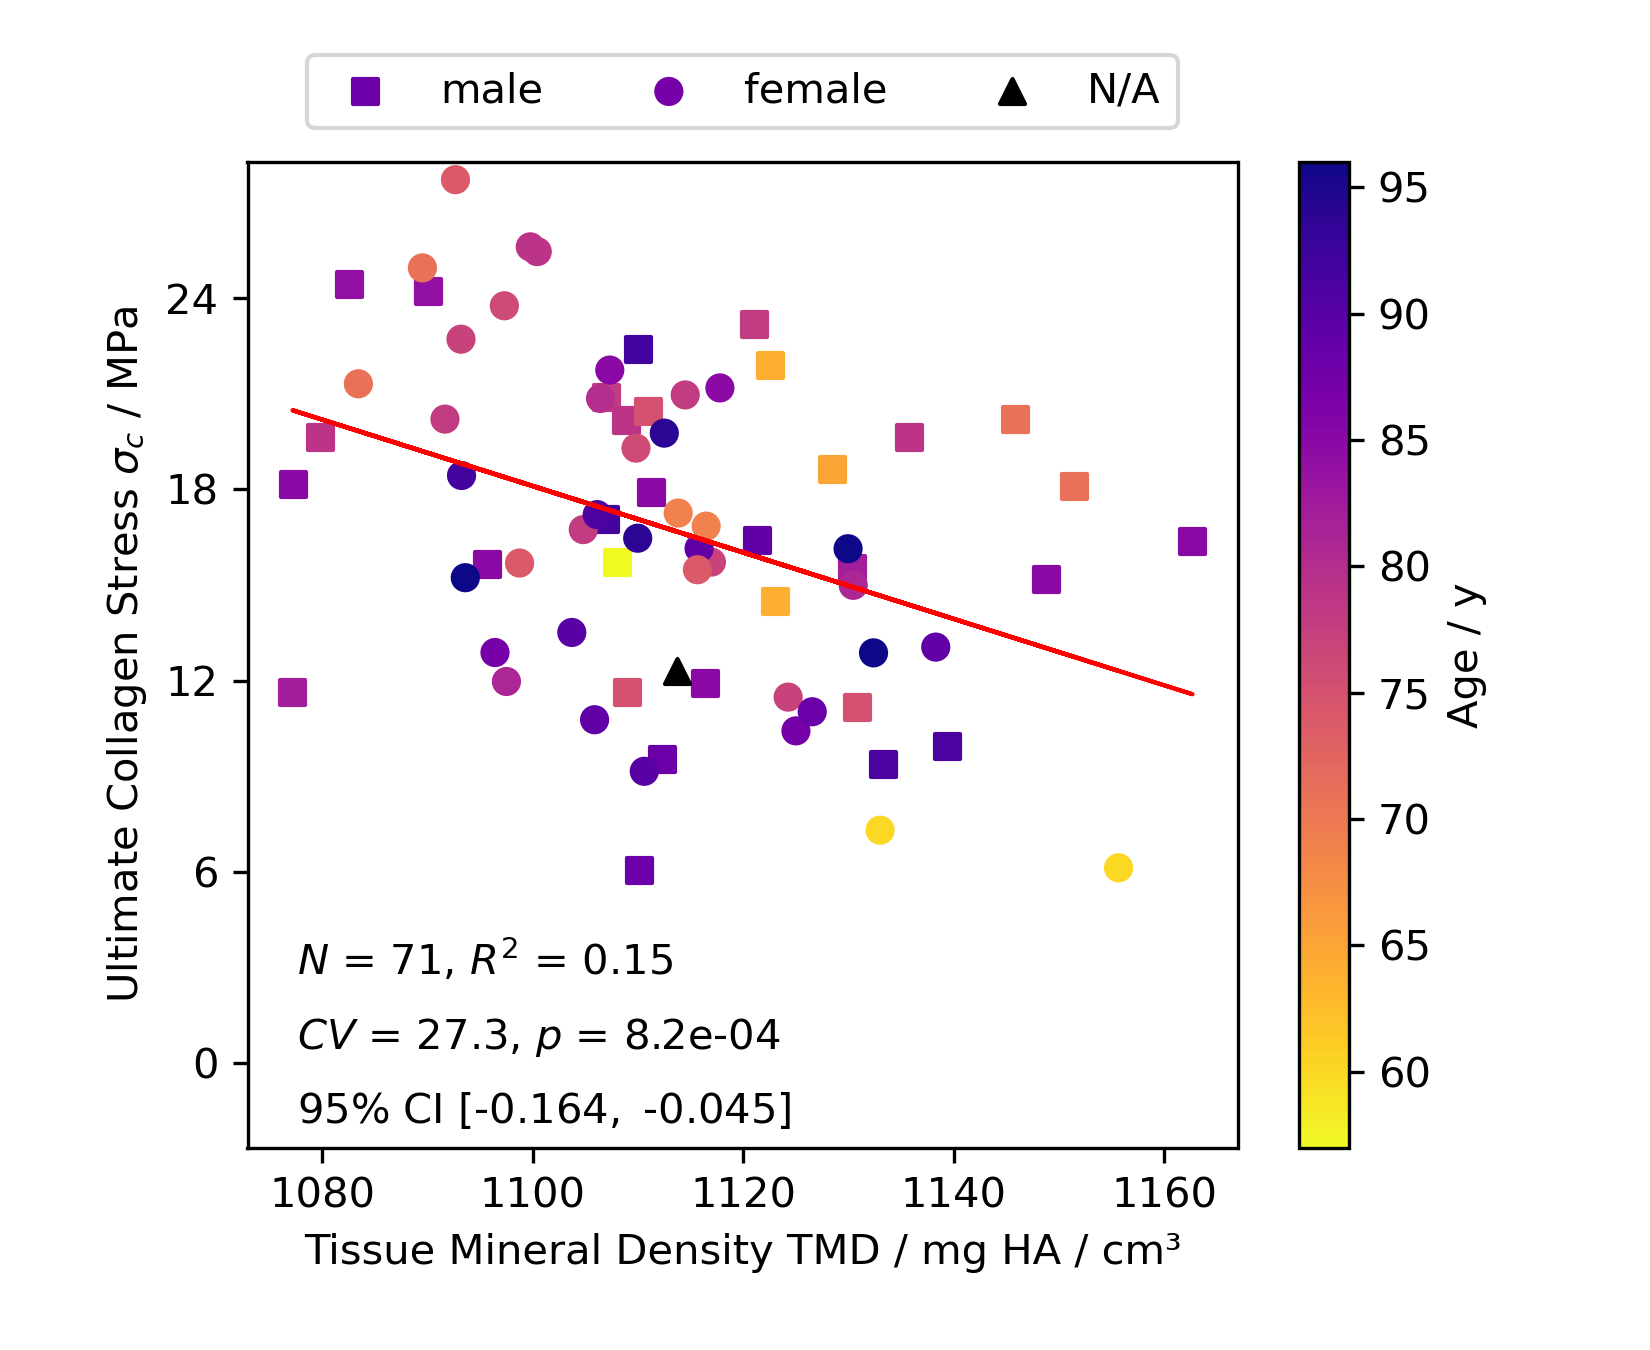 male female N/A
24
18
12
6
0
Ultimate Collagen Stress σc / MPa
N = 71, R² = 0.15
CV = 27.3, p = 8.2e-04
95% CI [-0.164, -0.045]
1080 1100 1120 1140 1160
Tissue Mineral Density TMD / mg HA / cm³
95
90
85
80
75
70
65
60
Age / y